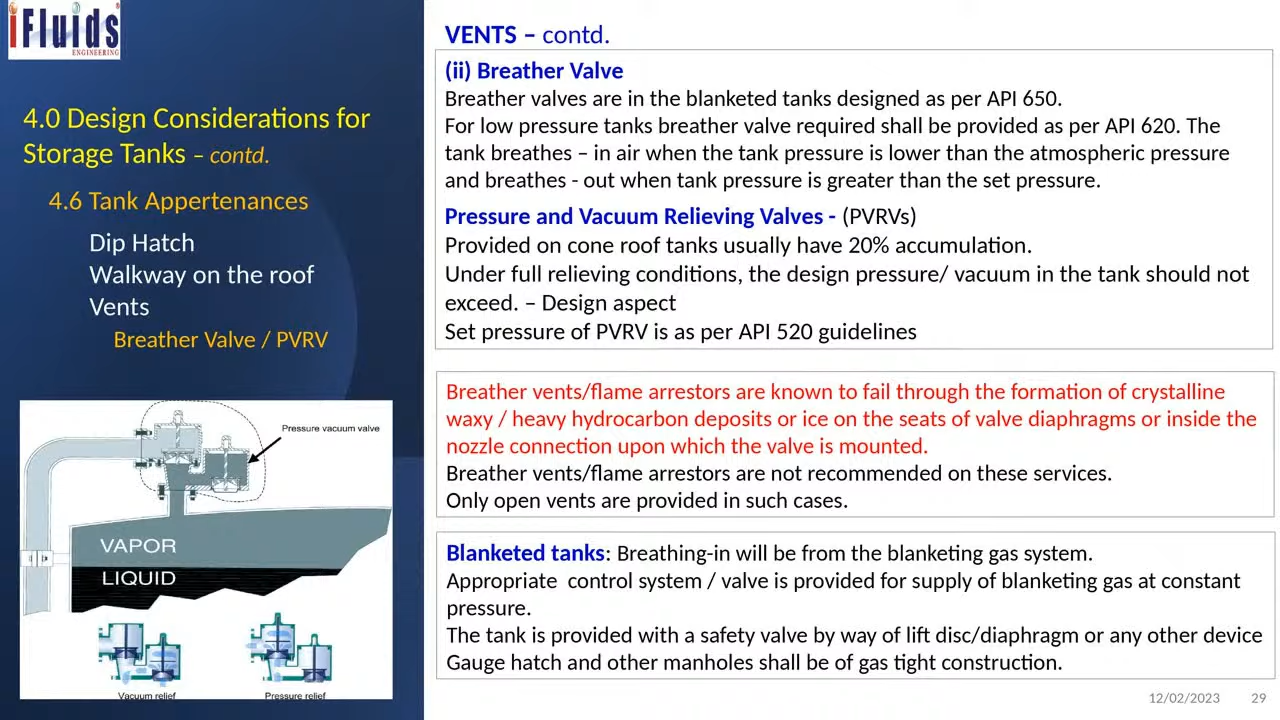 iFluids
ENGINEERING
4.0 Design Considerations for
Storage Tanks – contd.
4.6 Tank Appertenances
Dip Hatch
Walkway on the roof
Vents
Breather Valve / PVRV
Pressure vacuum valve
VAPOR
LIQUID
Vacuum relief
Pressure relief
VENTS – contd.
(ii) Breather Valve
Breather valves are in the blanketed tanks designed as per API 650.
For low pressure tanks breather valve required shall be provided as per API 620. The
tank breathes – in air when the tank pressure is lower than the atmospheric pressure
and breathes - out when tank pressure is greater than the set pressure.
Pressure and Vacuum Relieving Valves - (PVRVs)
Provided on cone roof tanks usually have 20% accumulation.
Under full relieving conditions, the design pressure/ vacuum in the tank should not
exceed. – Design aspect
Set pressure of PVRV is as per API 520 guidelines
Breather vents/flame arrestors are known to fail through the formation of crystalline
waxy / heavy hydrocarbon deposits or ice on the seats of valve diaphragms or inside the
nozzle connection upon which the valve is mounted.
Breather vents/flame arrestors are not recommended on these services.
Only open vents are provided in such cases.
Blanketed tanks: Breathing-in will be from the blanketing gas system.
Appropriate  control system / valve is provided for supply of blanketing gas at constant
pressure.
The tank is provided with a safety valve by way of lift disc/diaphragm or any other device
Gauge hatch and other manholes shall be of gas tight construction.
12/02/2023 29